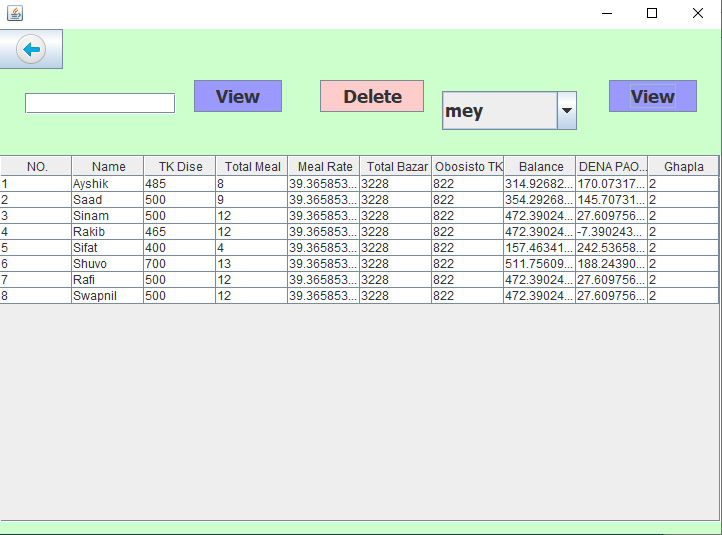 View Delete mey View
NO. Name TK Dise Total Meal Meal Rate Total Bazar Obosisto TK Balance DENA PAO... Ghapla
1 Ayshik 485 8 39.365853... 3228 822 314.92682... 170.07317... 2
2 Saad 500 9 39.365853... 3228 822 354.29268... 145.70731... 2
3 Sinam 500 12 39.365853... 3228 822 472.39024... 27.609756... 2
4 Rakib 465 12 39.365853... 3228 822 472.39024... -7.390243... 2
5 Sifat 400 4 39.365853... 3228 822 157.46341... 242.53658... 2
6 Shuvo 700 13 39.365853... 3228 822 511.75609... 188.24390... 2
7 Rafi 500 12 39.365853... 3228 822 472.39024... 27.609756... 2
8 Swapnil 500 12 39.365853... 3228 822 472.39024... 27.609756... 2